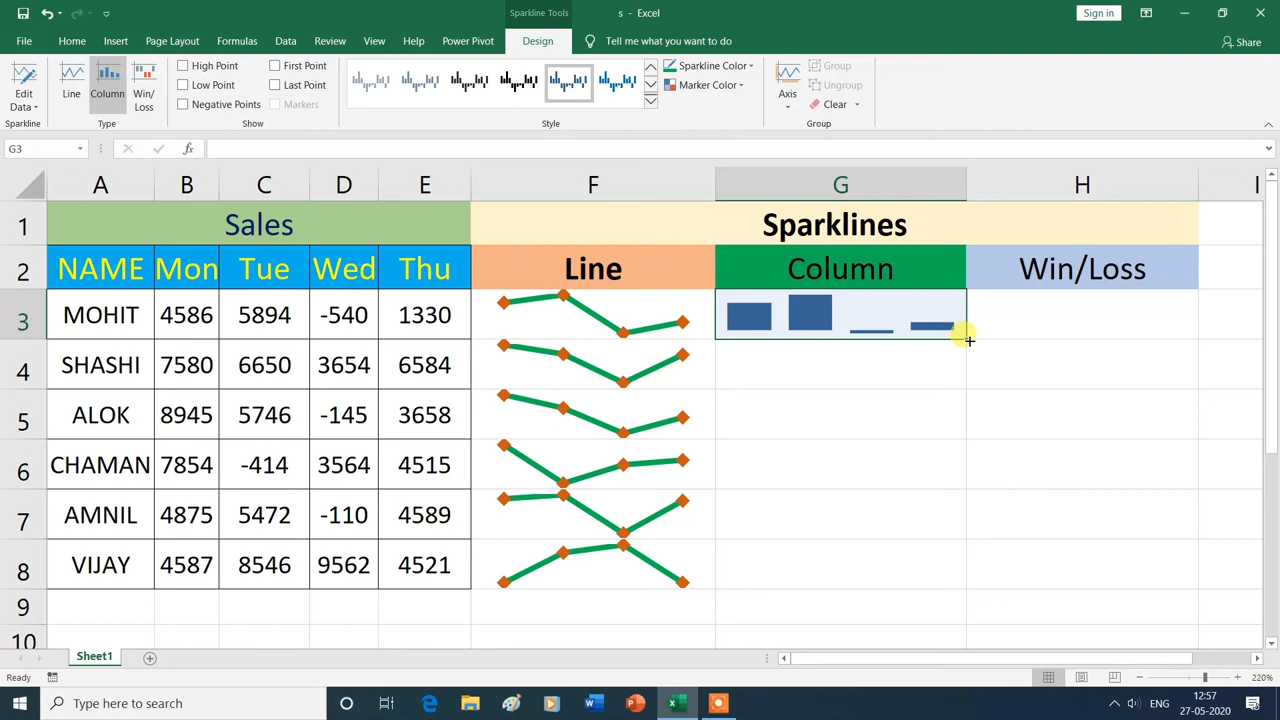 Sparkline Tools
s - Excel
Sign in
File Home Insert Page Layout Formulas Data Review View Help Power Pivot Design Tell me what you want to do Share
Edit Data
Line
Column
Win/Loss
High Point
First Point
Low Point
Last Point
Negative Points
Markers
Sparkline Color
Marker Color
Axis
Group
Ungroup
Clear
Sparkline Type Show Style Group
G3 fx
A B C D E F G H I
1 Sales Sparklines
2 NAME Mon Tue Wed Thu Line Column Win/Loss
3 MOHIT 4586 5894 -540 1330
4 SHASHI 7580 6650 3654 6584
5 ALOK 8945 5746 -145 3658
6 CHAMAN 7854 -414 3564 4515
7 AMNIL 4875 5472 -110 4589
8 VIJAY 4587 8546 9562 4521
9
10
Sheet1
Ready 220%
Type here to search
ENG
12:57
27-05-2020